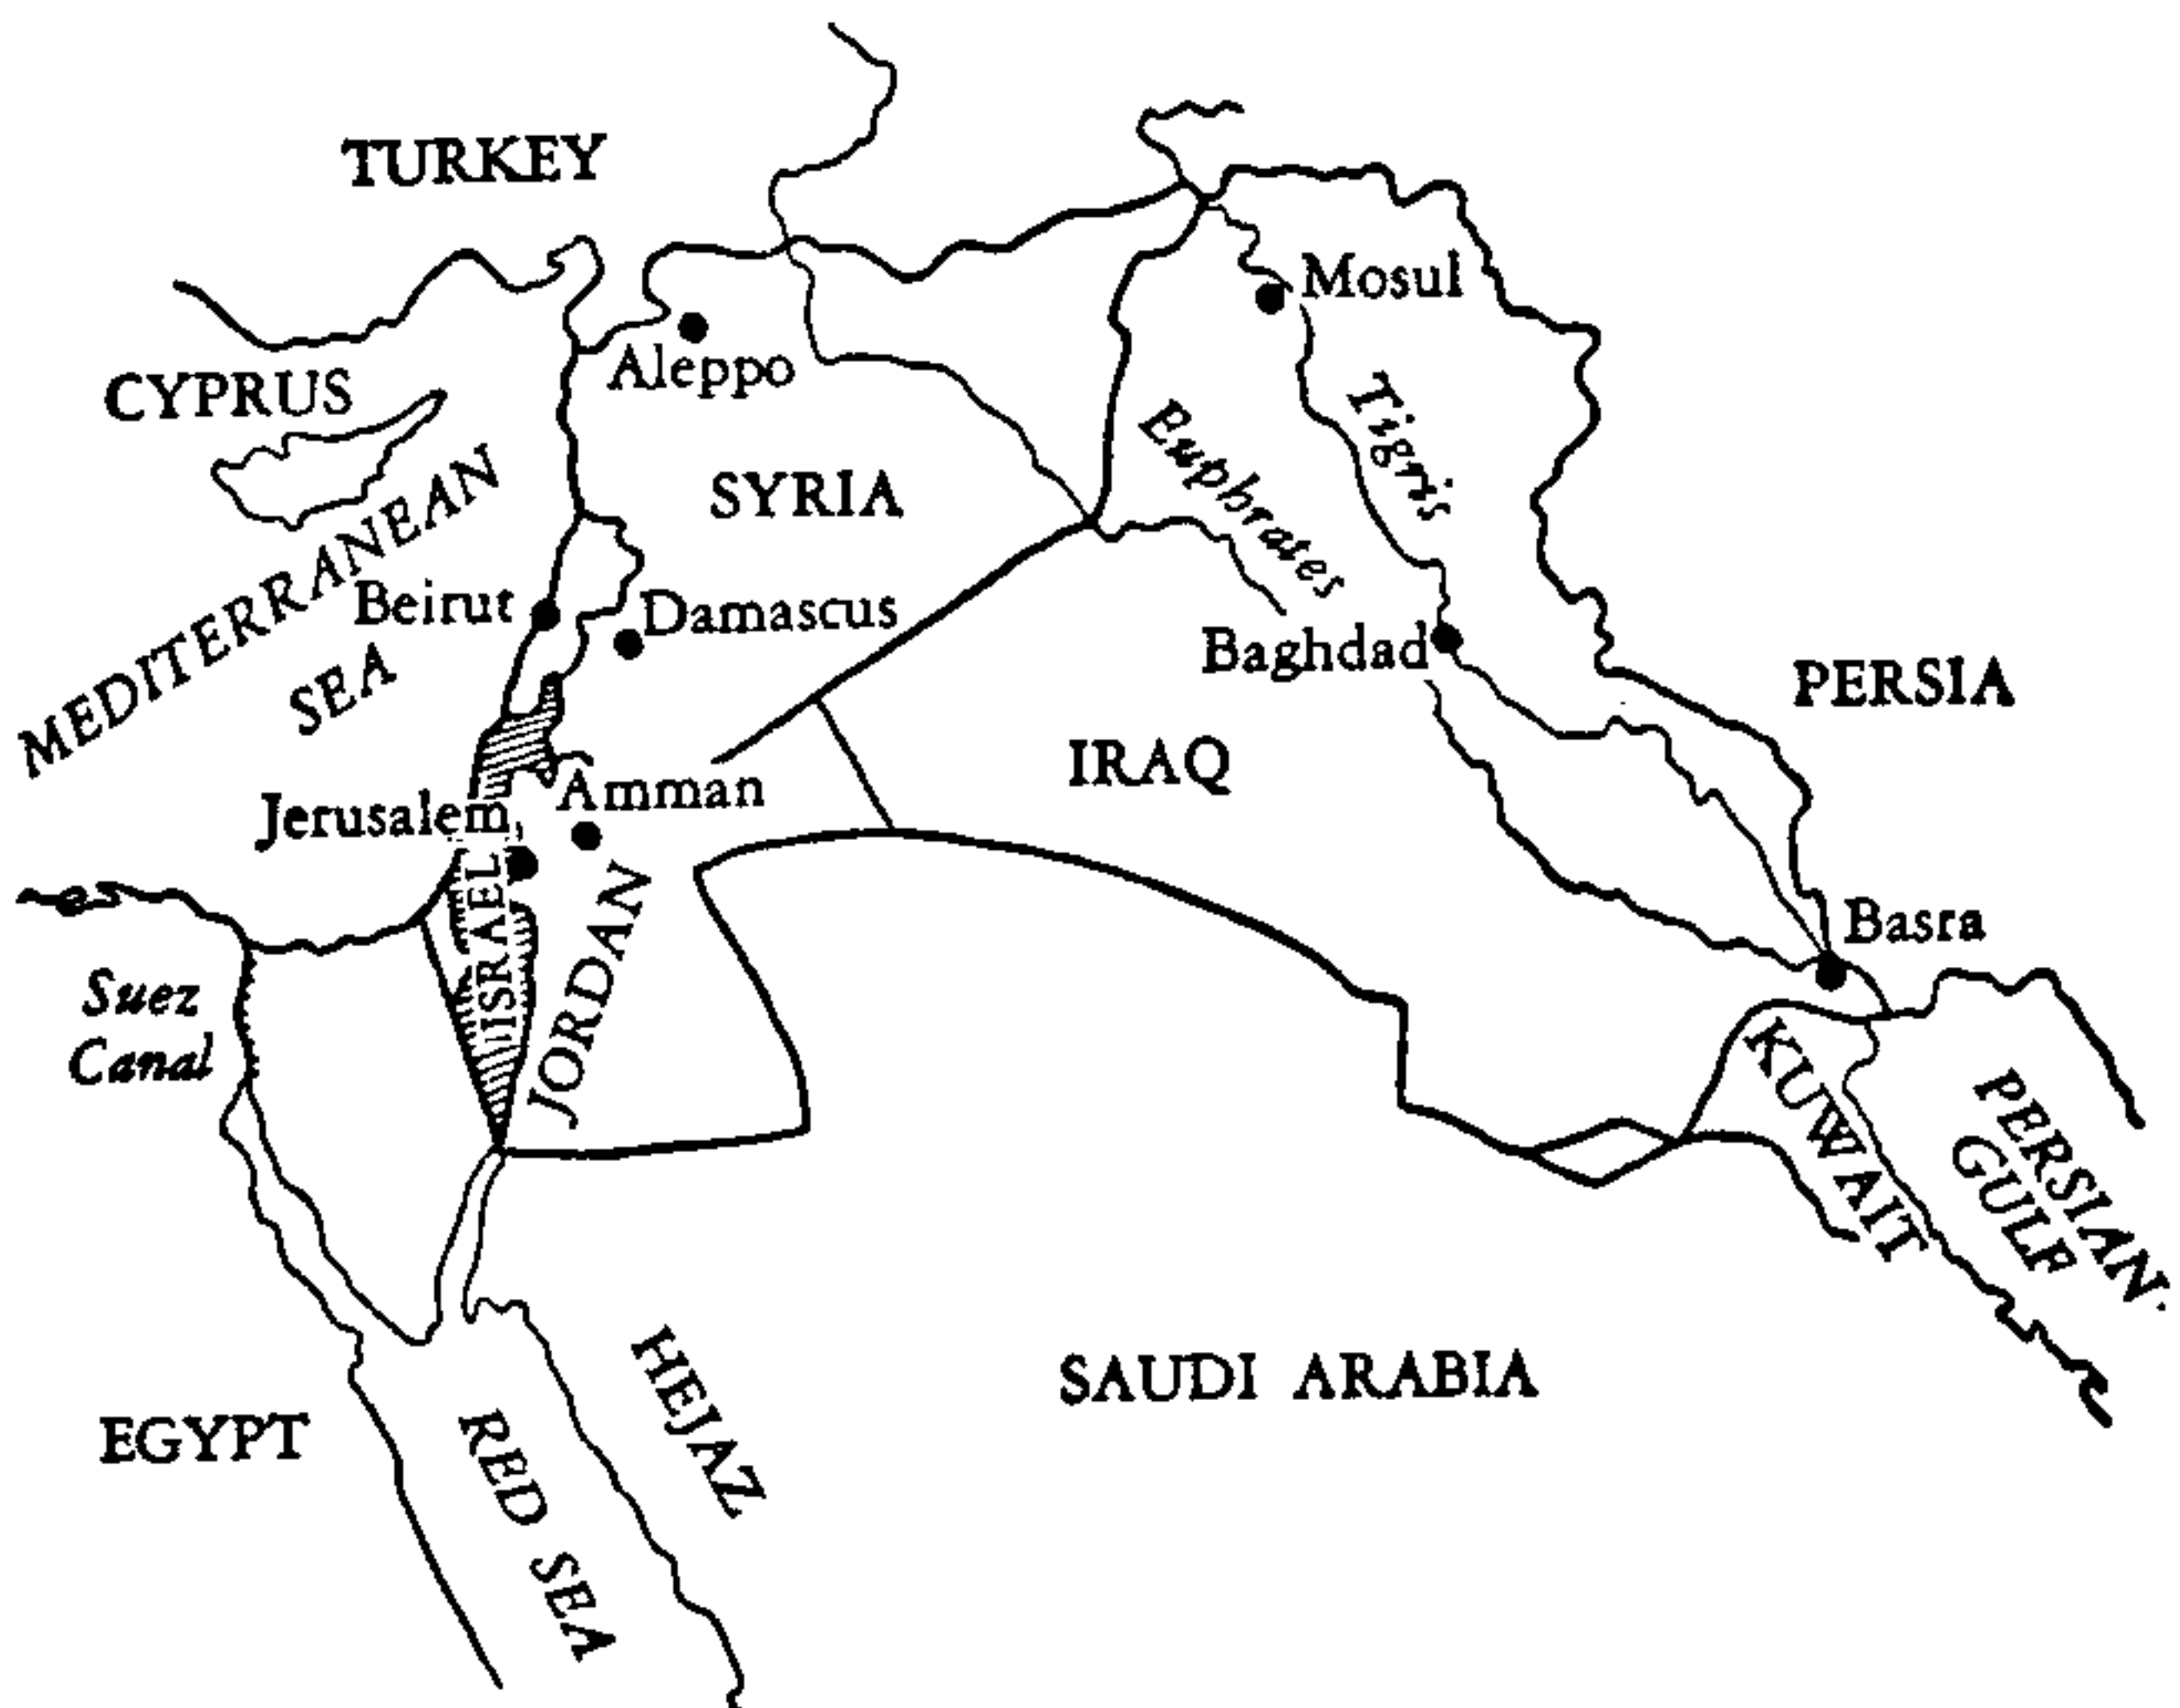 TURKEY
Mosul
Aleppo
CYPRUS
Tigris
Euphrates
SYRIA
MEDITERRANEAN
SEA
Beirut
Damascus
Baghdad
PERSIA
IRAQ
Amman
Jerusalem
ISRAEL
JORDAN
Basra
Suez
Canal
KUWAIT
PERSIAN
GULF
HEJAZ
SAUDI ARABIA
EGYPT
RED SEA